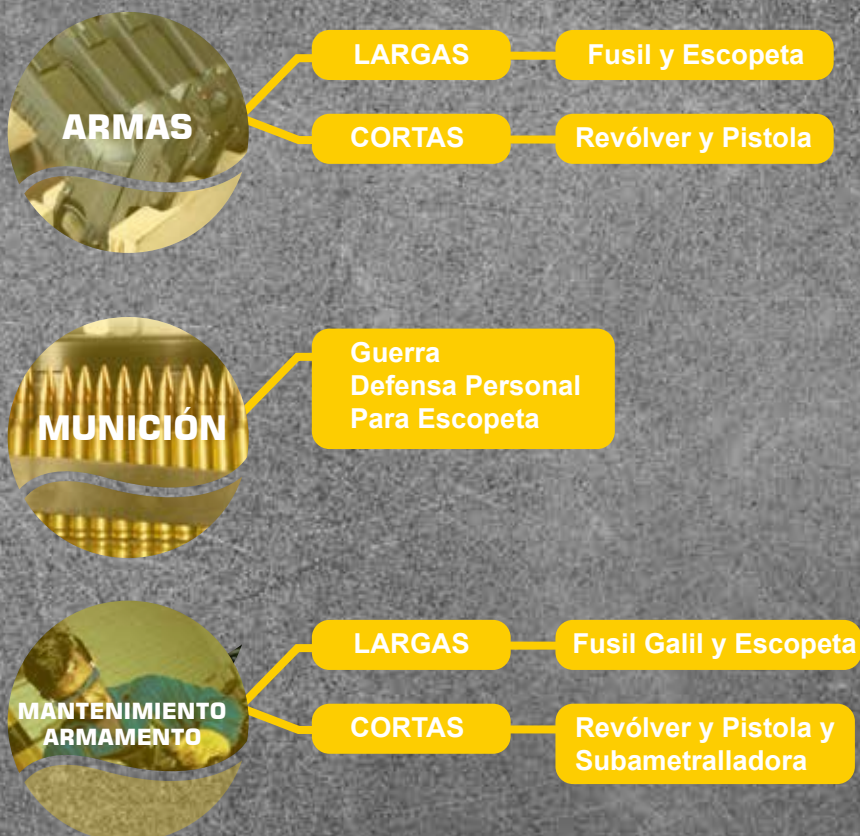 ARMAS
LARGAS
Fusil y Escopeta
CORTAS
Revólver y Pistola
MUNICIÓN
Guerra
Defensa Personal
Para Escopeta
MANTENIMIENTO
ARMAMENTO
LARGAS
Fusil Galil y Escopeta
CORTAS
Revólver y Pistola y
Subametralladora